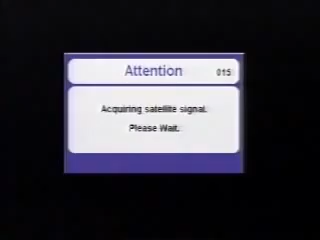 Attention 015
Acquiring satellite signal.
Please Wait.